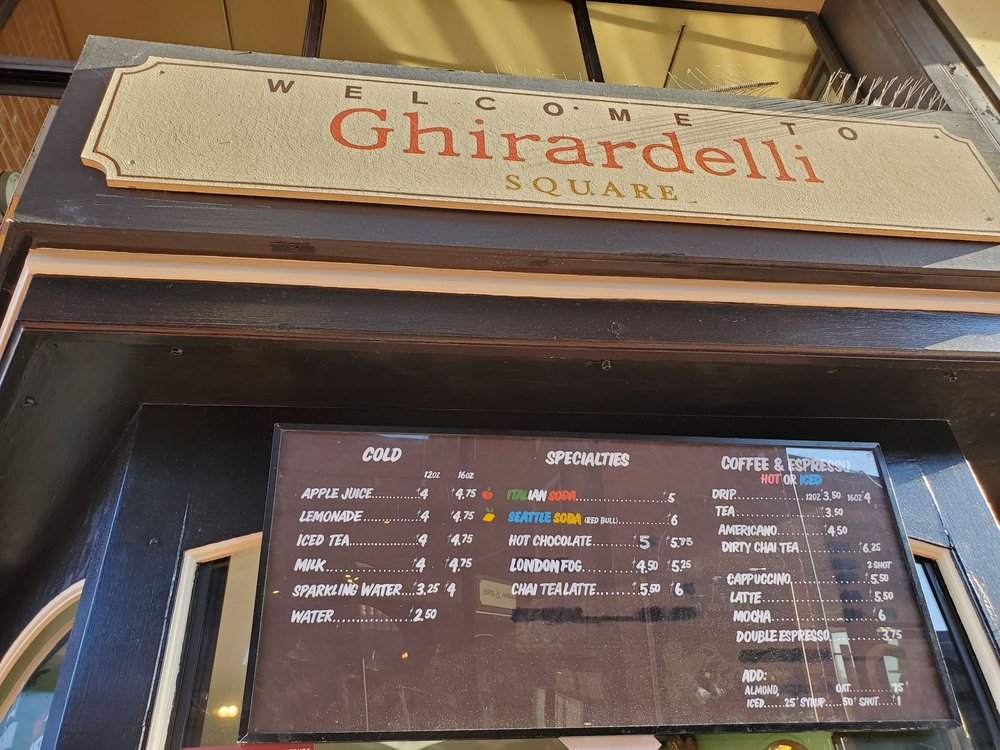 WELCOME TO
Ghirardelli
SQUARE
COLD
12OZ 16OZ
APPLE JUICE......... $4 $4.75
LEMONADE.......... $4 $4.75
ICED TEA............ $4 $4.75
MILK................ $4 $4.75
SPARKLING WATER... $3.25 $4
WATER.............. $2.50
SPECIALTIES
ITALIAN SODA............... $5
SEATTLE SODA (RED BULL)......... $6
HOT CHOCOLATE........ $5 $5.75
LONDON FOG........... $4.50 $5.25
CHAI TEA LATTE........ $5.50 $6
COFFEE & ESPRESSO
HOT OR ICED
DRIP............ 12OZ $3.50 16OZ $4
TEA............ $3.50
AMERICANO....... $4.50
DIRTY CHAI TEA......... $6.25
2 SHOT
CAPPUCCINO........... $5.50
LATTE............... $5.50
MOCHA.............. $6
DOUBLE ESPRESSO....... $3.75
ADD:
ALMOND, OAT.......75¢
ICED.....25¢ SYRUP....50¢ SHOT...$1